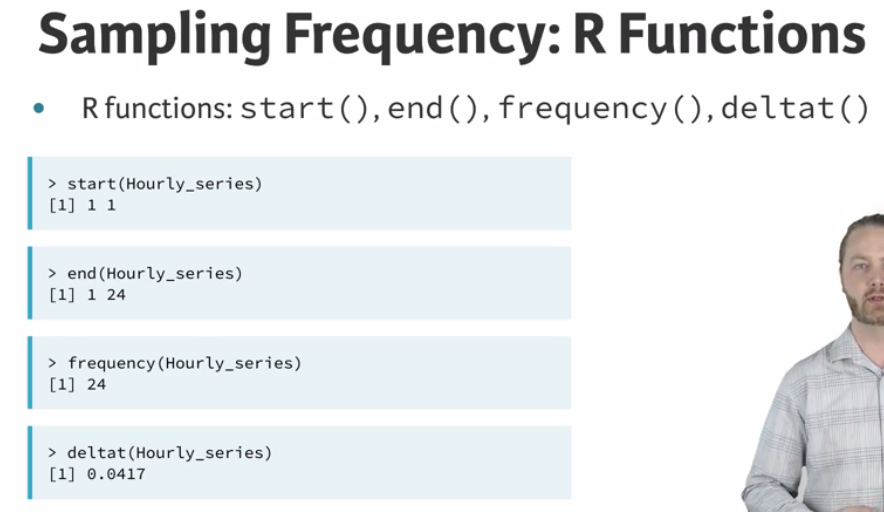 Sampling Frequency: R Functions
• R functions: start(), end(), frequency(), deltat()
> start(Hourly_series)
[1] 1 1
> end(Hourly_series)
[1] 1 24
> frequency(Hourly_series)
[1] 24
> deltat(Hourly_series)
[1] 0.0417